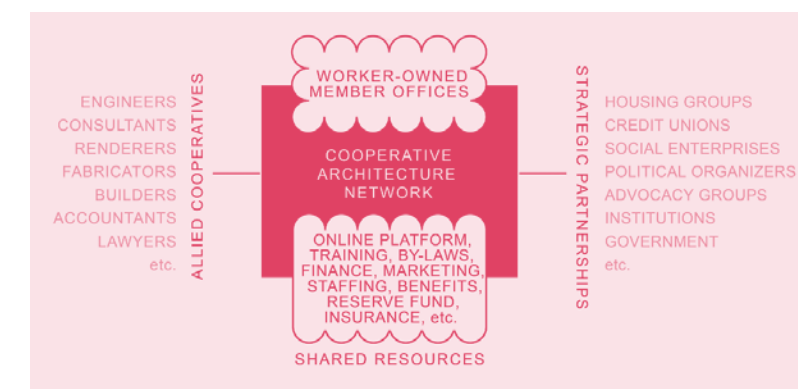 ENGINEERS
CONSULTANTS
RENDERERS
FABRICATORS
BUILDERS
ACCOUNTANTS
LAWYERS
etc.
ALLIED COOPERATIVES
WORKER-OWNED
MEMBER OFFICES
COOPERATIVE
ARCHITECTURE
NETWORK
ONLINE PLATFORM,
TRAINING, BY-LAWS,
FINANCE, MARKETING,
STAFFING, BENEFITS,
RESERVE FUND,
INSURANCE, etc.
SHARED RESOURCES
STRATEGIC PARTNERSHIPS
HOUSING GROUPS
CREDIT UNIONS
SOCIAL ENTERPRISES
POLITICAL ORGANIZERS
ADVOCACY GROUPS
INSTITUTIONS
GOVERNMENT
etc.